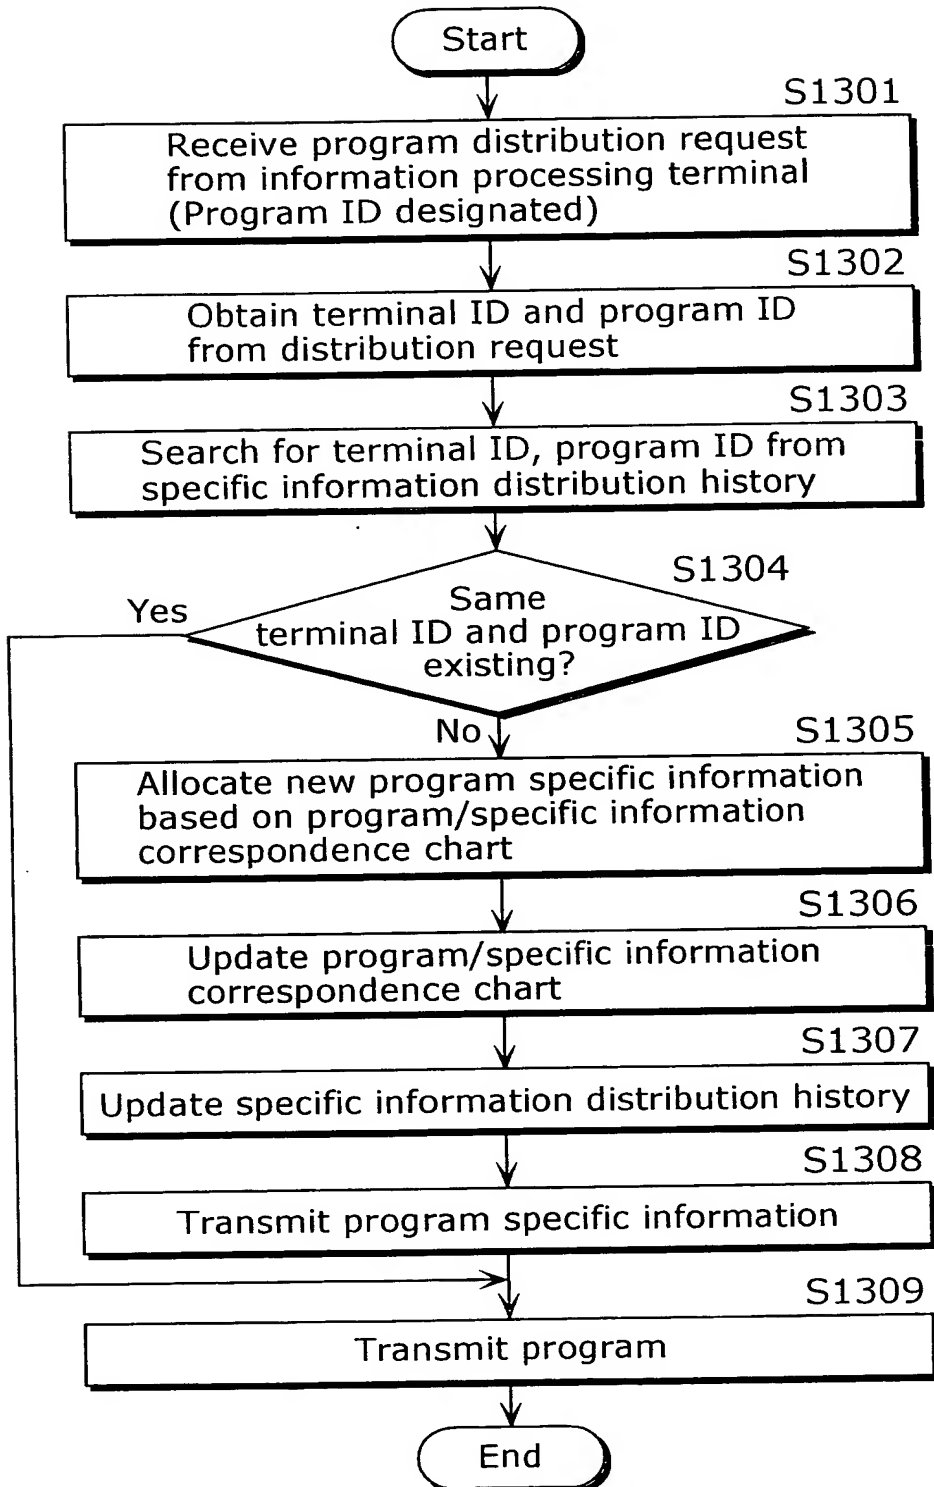 Start
S1301
Receive program distribution request
from information processing terminal
(Program ID designated)
S1302
Obtain terminal ID and program ID
from distribution request
S1303
Search for terminal ID, program ID from
specific information distribution history
S1304
Yes
Same
terminal ID and program ID
existing?
No
S1305
Allocate new program specific information
based on program/specific information
correspondence chart
S1306
Update program/specific information
correspondence chart
S1307
Update specific information distribution history
S1308
Transmit program specific information
S1309
Transmit program
End